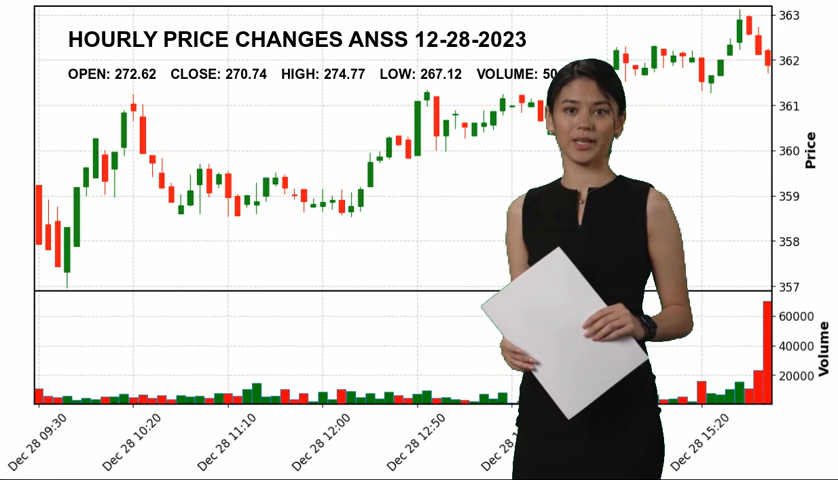 HOURLY PRICE CHANGES ANSS 12-28-2023
OPEN: 272.62 CLOSE: 270.74 HIGH: 274.77 LOW: 267.12 VOLUME: 50
363
362
361
360
359
358
357
Price
60000
40000
20000
Volume
Dec 28 09:30
Dec 28 10:20
Dec 28 11:10
Dec 28 12:00
Dec 28 12:50
Dec 28 1
Dec 28 15:20